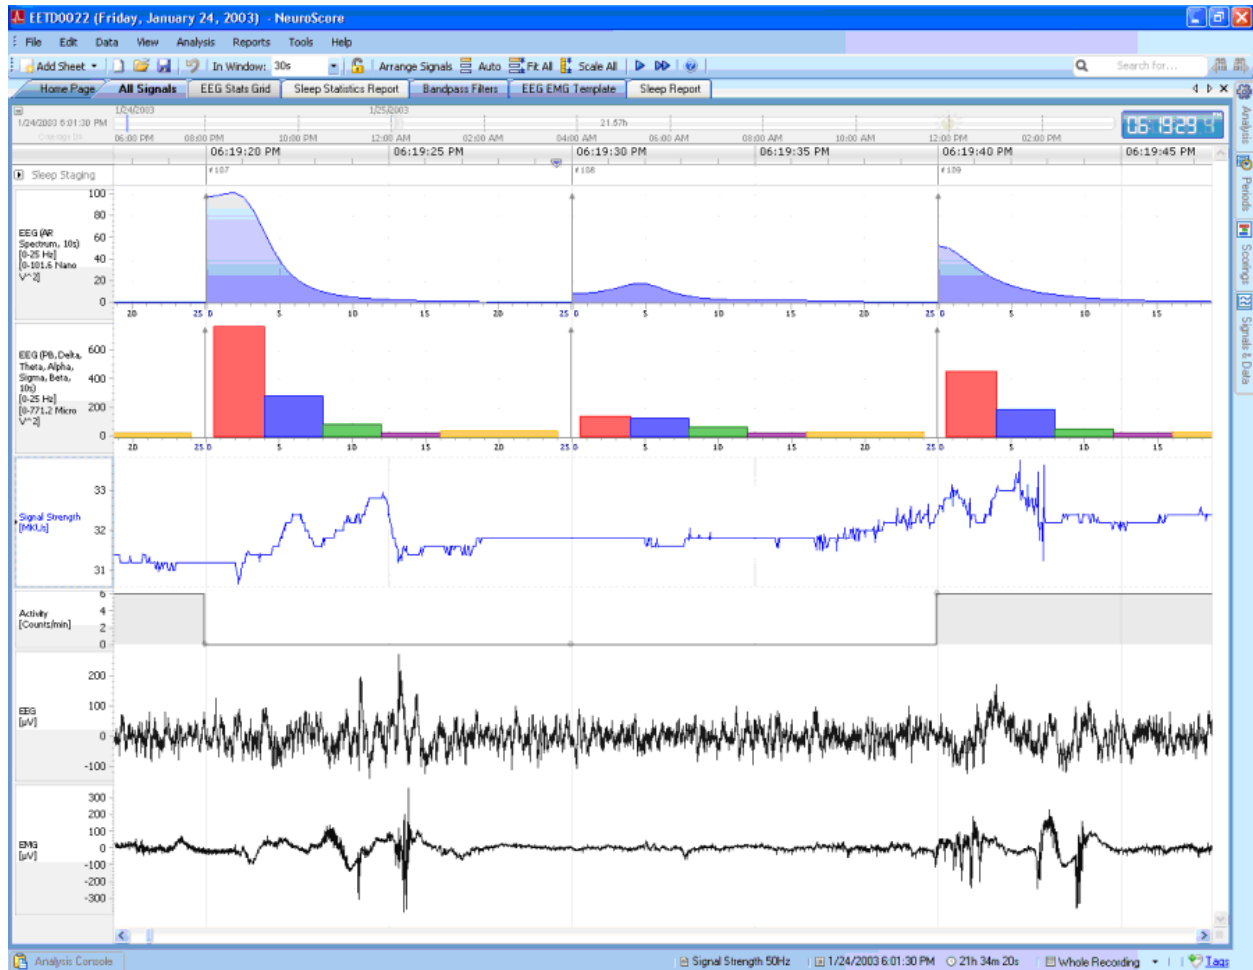 EETD0022 (Friday, January 24, 2003) - NeuroScore
File Edit Data View Analysis Reports Tools Help
Add Sheet In Window: 30s Arrange Signals Auto Fit All Scale All Search for...
Home Page All Signals EEG Stats Grid Sleep Statistics Report Bandpass Filters EEG EMG Template Sleep Report
1/24/2003 1/25/2003
1/24/2003 6:01:30 PM 21.57h
06:00 PM 08:00 PM 10:00 PM 12:00 AM 02:00 AM 04:00 AM 06:00 AM 08:00 AM 10:00 AM 12:00 PM 02:00 PM
06:19:29
PM
06:19:20 PM 06:19:25 PM 06:19:30 PM 06:19:35 PM 06:19:40 PM 06:19:45 PM
Sleep Staging
# 107 # 108 # 109
EEG (AR
Spectrum, 10s)
[0-25 Hz]
[0-101.6 Nano
V^2]
100
80
60
40
20
0
20 25 0 5 10 15 20 25 0 5 10 15 20 25 0 5 10 15
EEG (PB, Delta,
Theta, Alpha,
Sigma, Beta,
10s)
[0-25 Hz]
[0-771.2 Micro
V^2]
600
400
200
0
20 25 0 5 10 15 20 25 0 5 10 15 20 25 0 5 10 15
Signal Strength
[MKUs]
33
32
31
Activity
[Counts/min]
6
4
2
0
EEG
[µV]
200
100
0
-100
EMG
[µV]
300
200
100
0
-100
-200
-300
Analysis
Periods
Scorings
Signals & Data
Analysis Console Signal Strength 50Hz 1/24/2003 6:01:30 PM 21h 34m 20s Whole Recording Tags